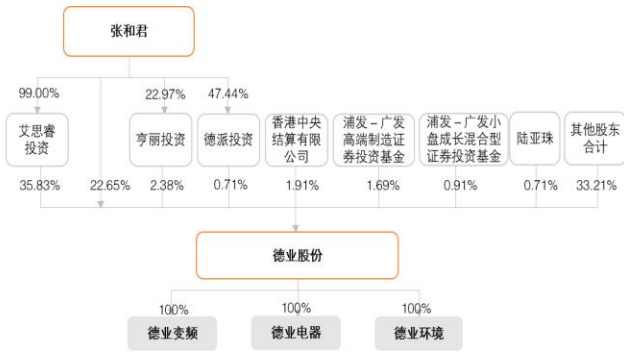 张和君
99.00%
22.97%
47.44%
艾思睿
投资
亨丽投资
德派投资
香港中央
结算有限
公司
浦发－广发
高端制造证
券投资基金
浦发－广发小
盘成长混合型
证券投资基金
陆亚珠
其他股东
合计
35.83%
22.65%
2.38%
0.71%
1.91%
1.69%
0.91%
0.71%
33.21%
德业股份
100%
100%
100%
德业变频
德业电器
德业环境